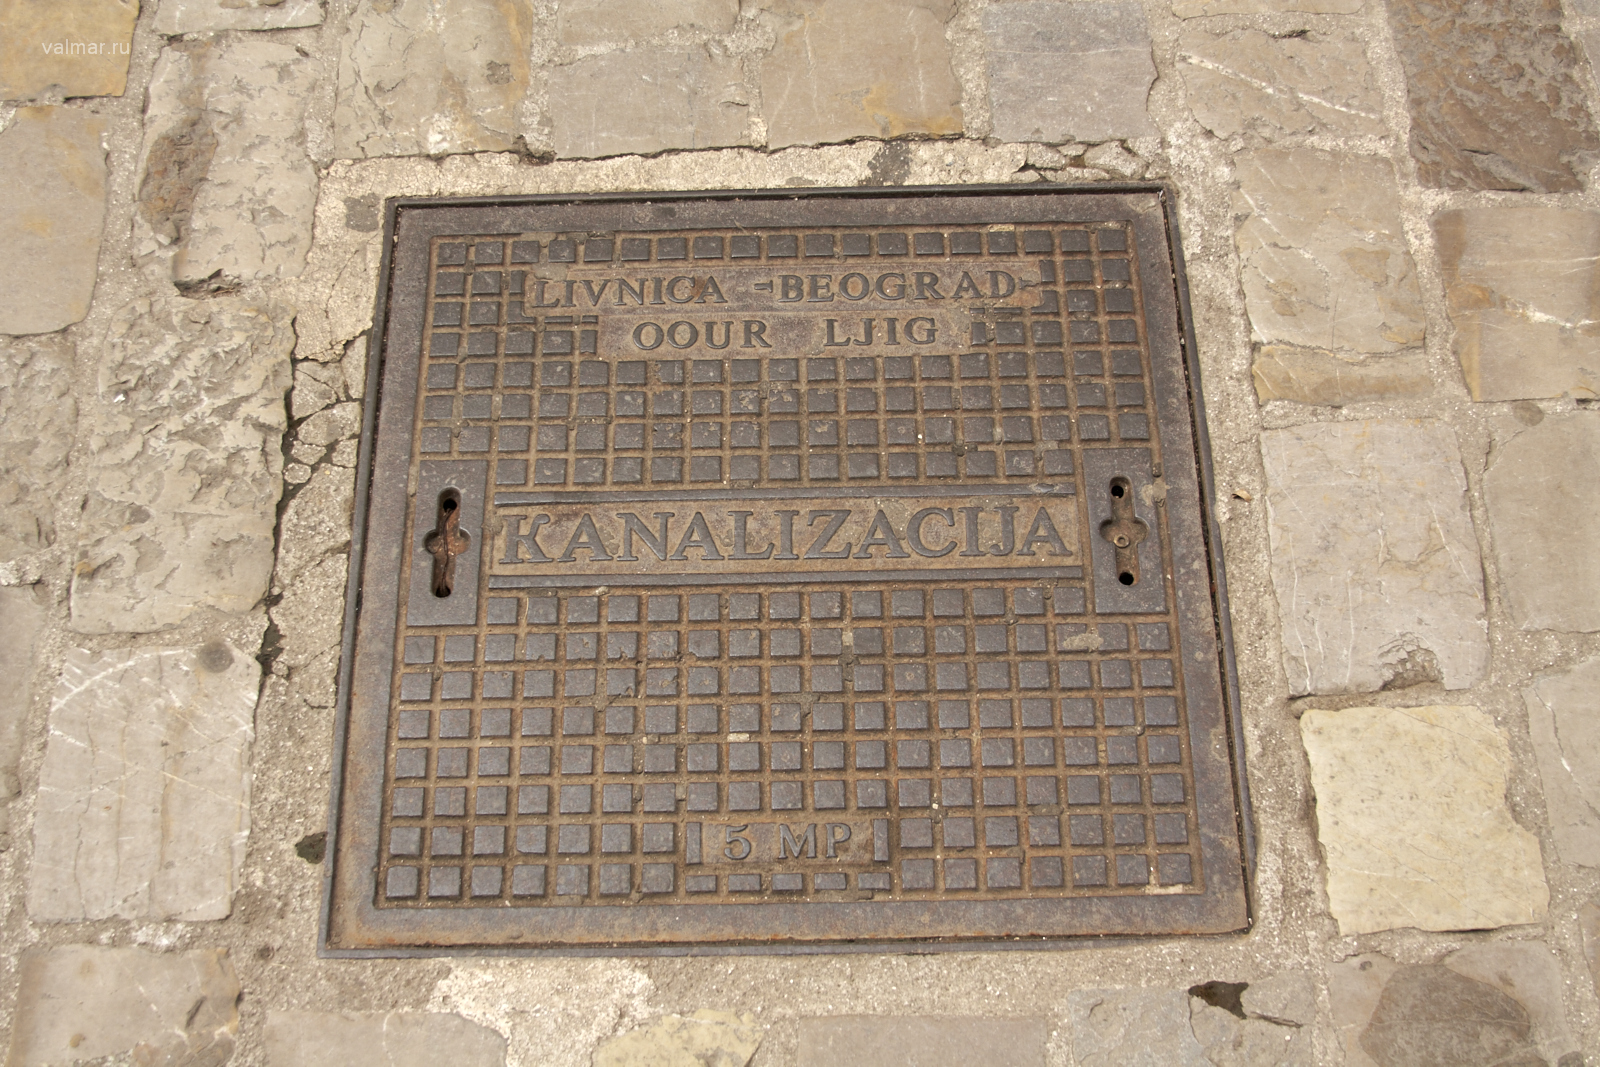 valmar.ru
LIVNICA -BEOGRAD-
OOUR LJIG
KANALIZACIJA
5 MP